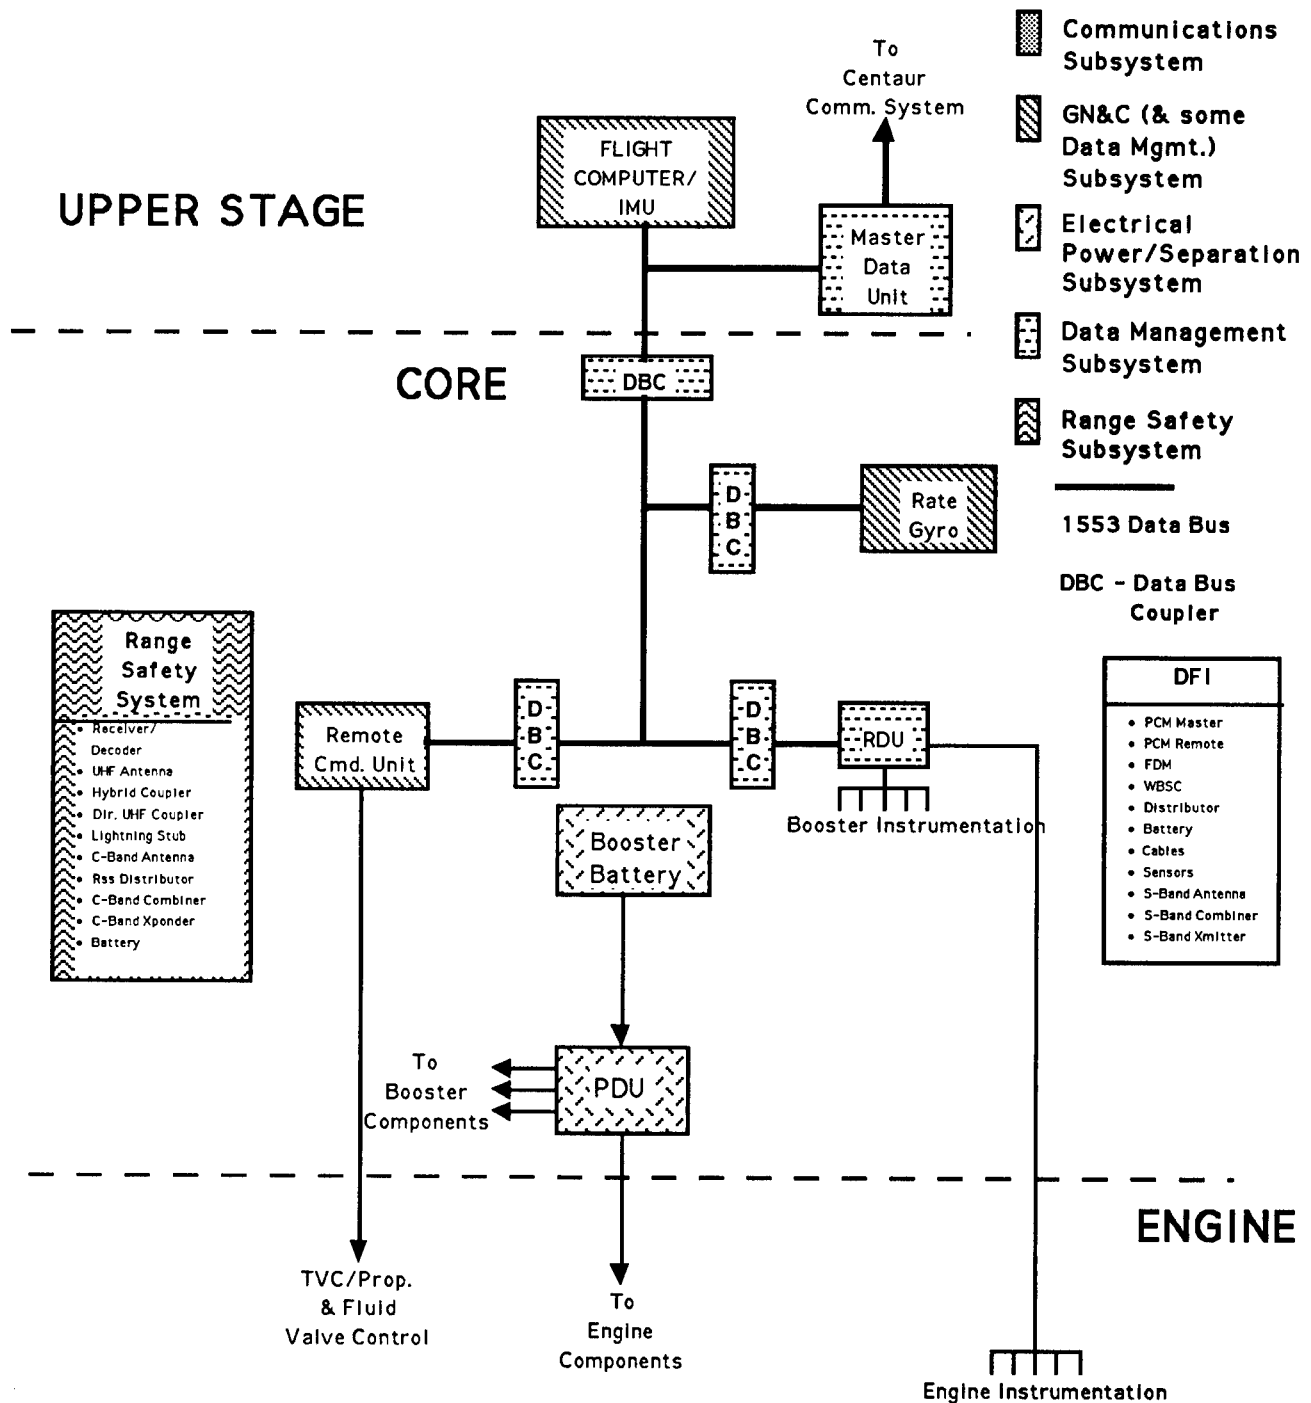 To
Centaur
Comm. System
FLIGHT
COMPUTER/
IMU
UPPER STAGE
Master
Data
Unit
Communications
Subsystem
GN&C (& some
Data Mgmt.)
Subsystem
Electrical
Power/Separation
Subsystem
Data Management
Subsystem
Range Safety
Subsystem
1553 Data Bus
DBC - Data Bus
Coupler
CORE
DBC
DBC
Rate
Gyro
Range
Safety
System
• Receiver/
Decoder
• UHF Antenna
• Hybrid Coupler
• Dir. UHF Coupler
• Lightning Stub
• C-Band Antenna
• Rss Distributor
• C-Band Combiner
• C-Band Xponder
• Battery
Remote
Cmd. Unit
DBC
DBC
RDU
Booster Instrumentation
Booster
Battery
DFI
• PCM Master
• PCM Remote
• FDM
• WBSC
• Distributor
• Battery
• Cables
• Sensors
• S-Band Antenna
• S-Band Combiner
• S-Band Xmitter
To
Booster
Components
PDU
ENGINE
TVC/Prop.
& Fluid
Valve Control
To
Engine
Components
Engine Instrumentation